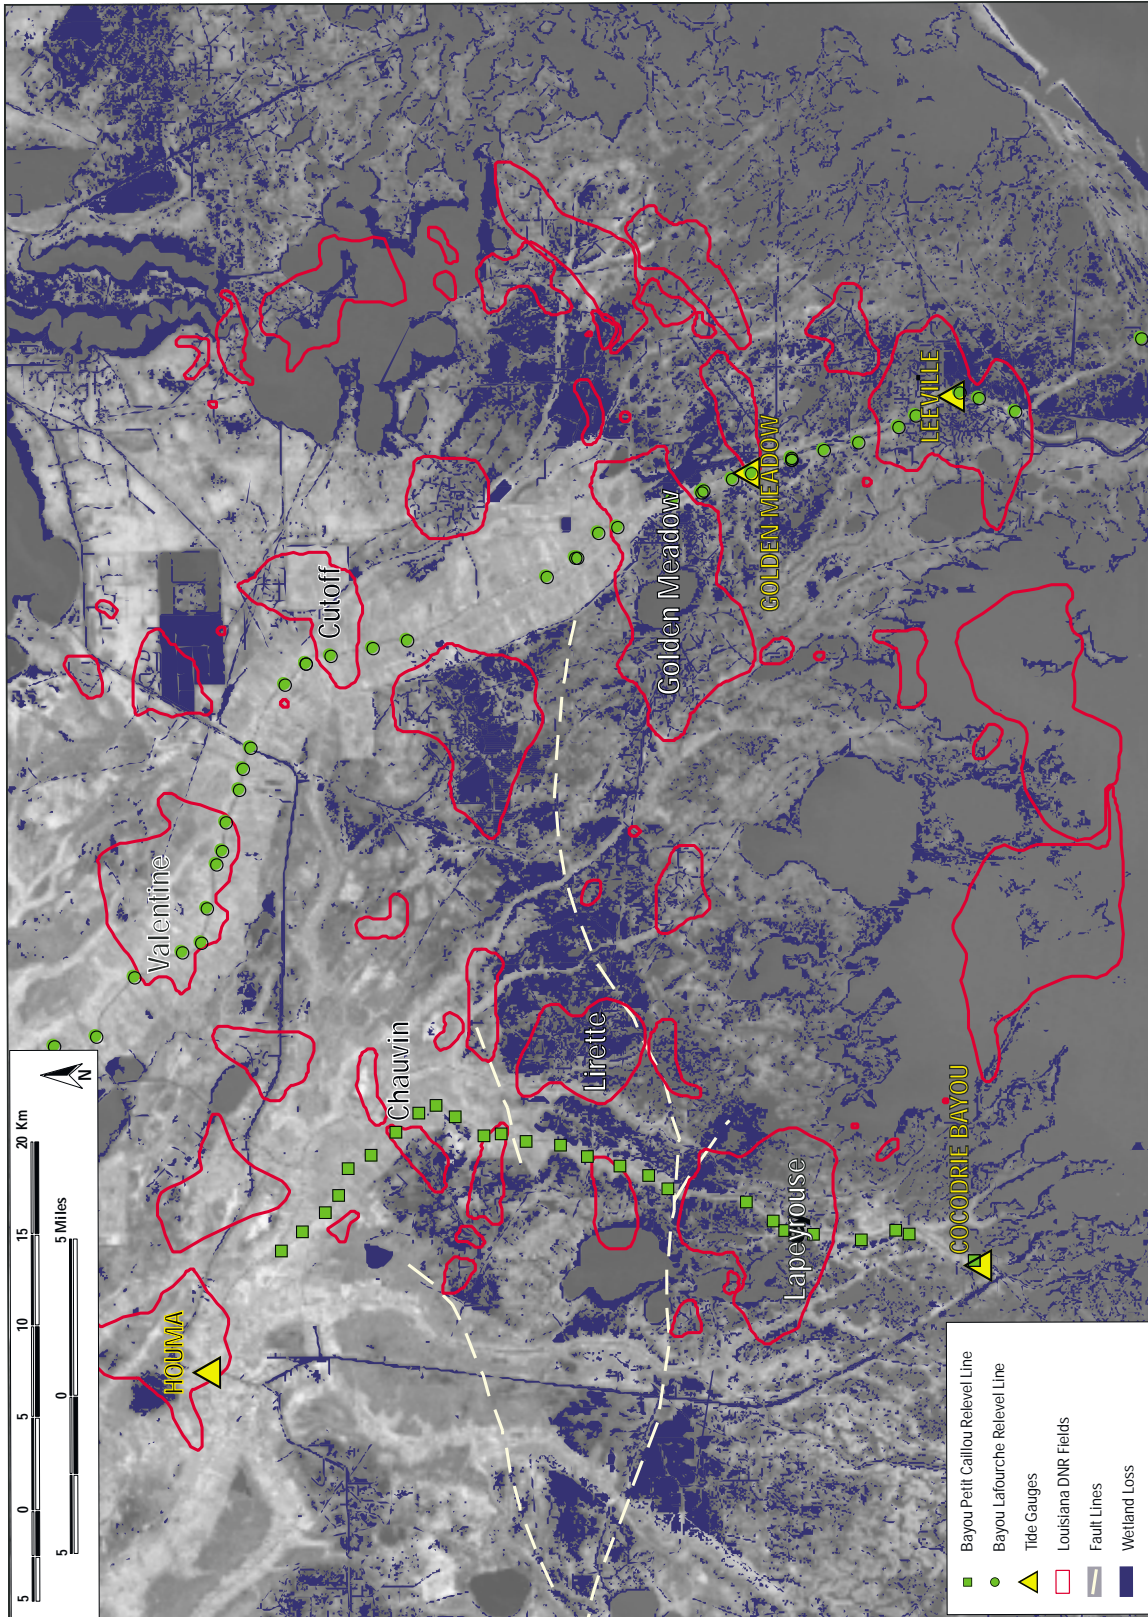 HOUMA
Valentine
Cutoff
Chauvin
Lirette
Golden Meadow
GOLDEN MEADOW
LEEVILLE
Lapeyrouse
COCODRIE BAYOU
5 0 5 10 15 20 Km
5 0 5 Miles
N
Bayou Petit Caillou Relevel Line
Bayou Lafourche Relevel Line
Tide Gauges
Louisiana DNR Fields
Fault Lines
Wetland Loss